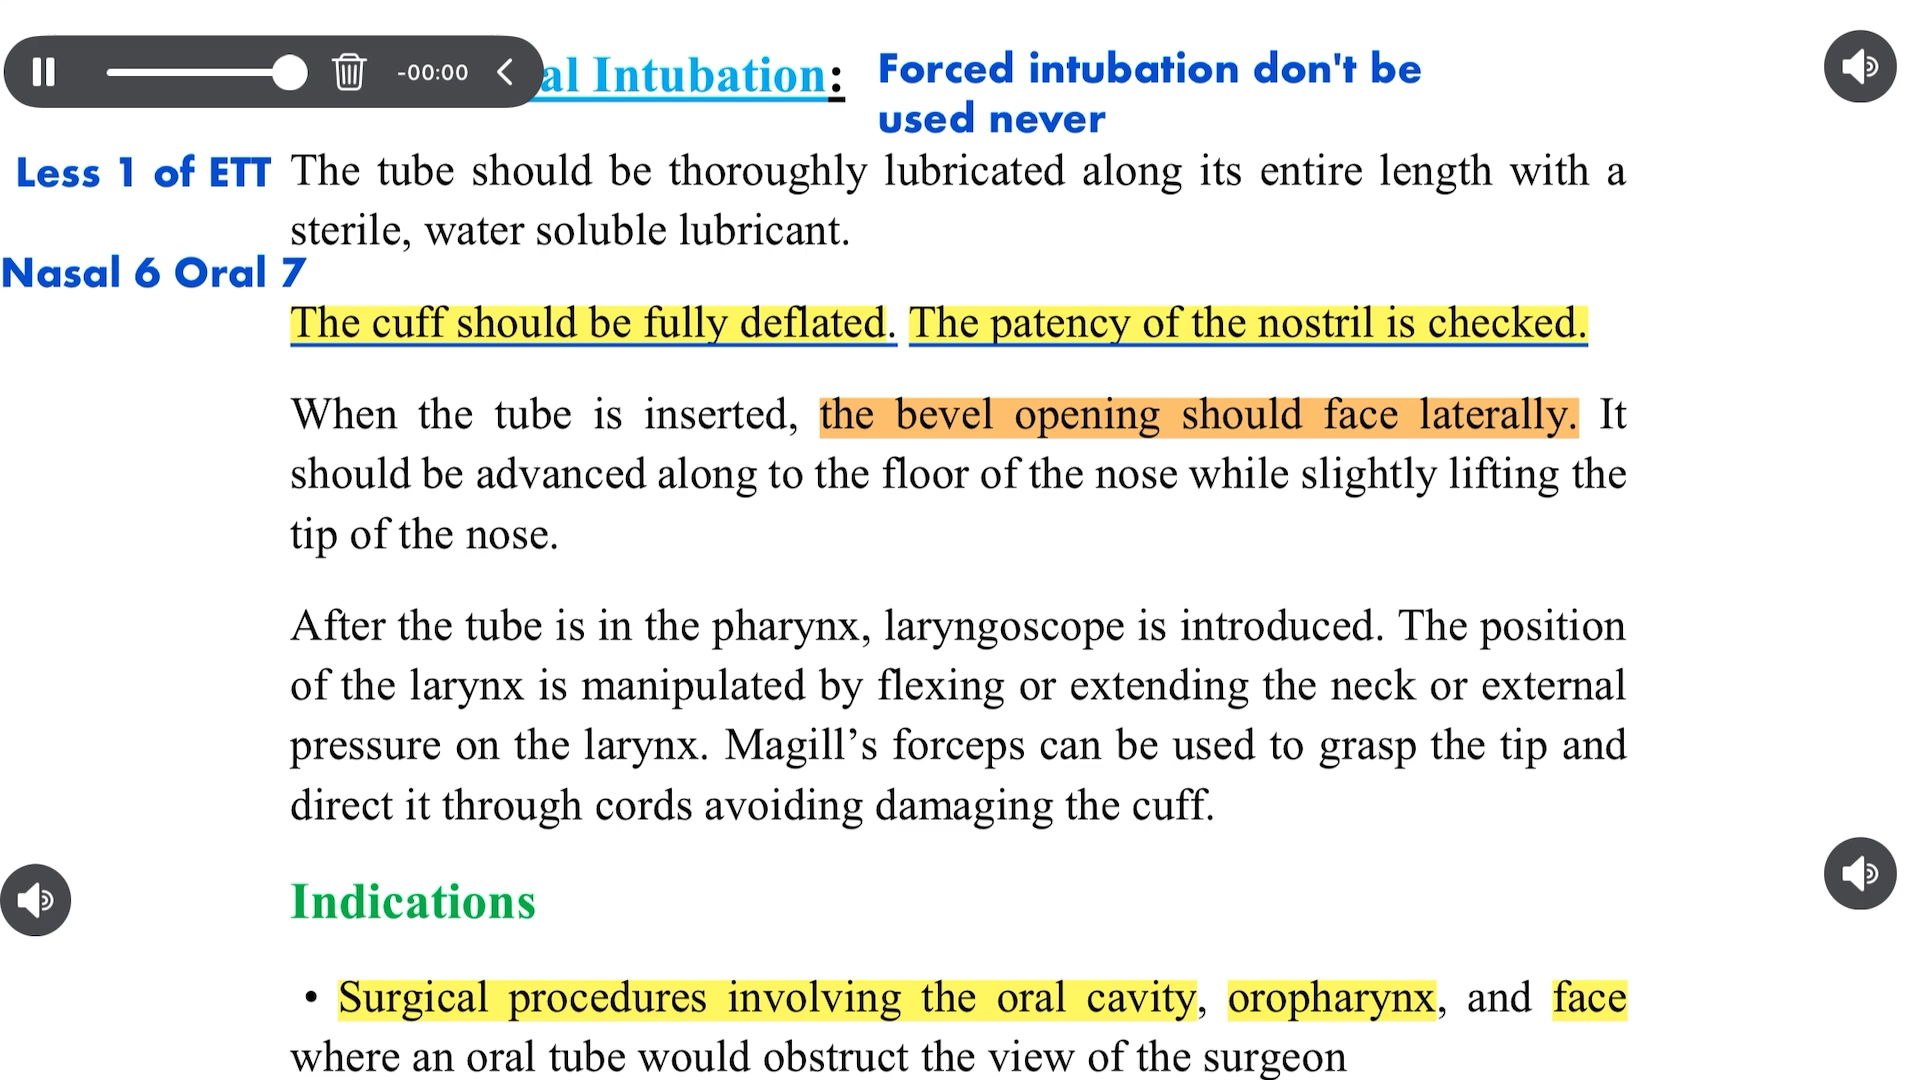 -00:00 al Intubation: Forced intubation don't be
used never
Less 1 of ETT The tube should be thoroughly lubricated along its entire length with a
sterile, water soluble lubricant.
Nasal 6 Oral 7
The cuff should be fully deflated. The patency of the nostril is checked.
When the tube is inserted, the bevel opening should face laterally. It
should be advanced along to the floor of the nose while slightly lifting the
tip of the nose.
After the tube is in the pharynx, laryngoscope is introduced. The position
of the larynx is manipulated by flexing or extending the neck or external
pressure on the larynx. Magill’s forceps can be used to grasp the tip and
direct it through cords avoiding damaging the cuff.
Indications
• Surgical procedures involving the oral cavity, oropharynx, and face
where an oral tube would obstruct the view of the surgeon